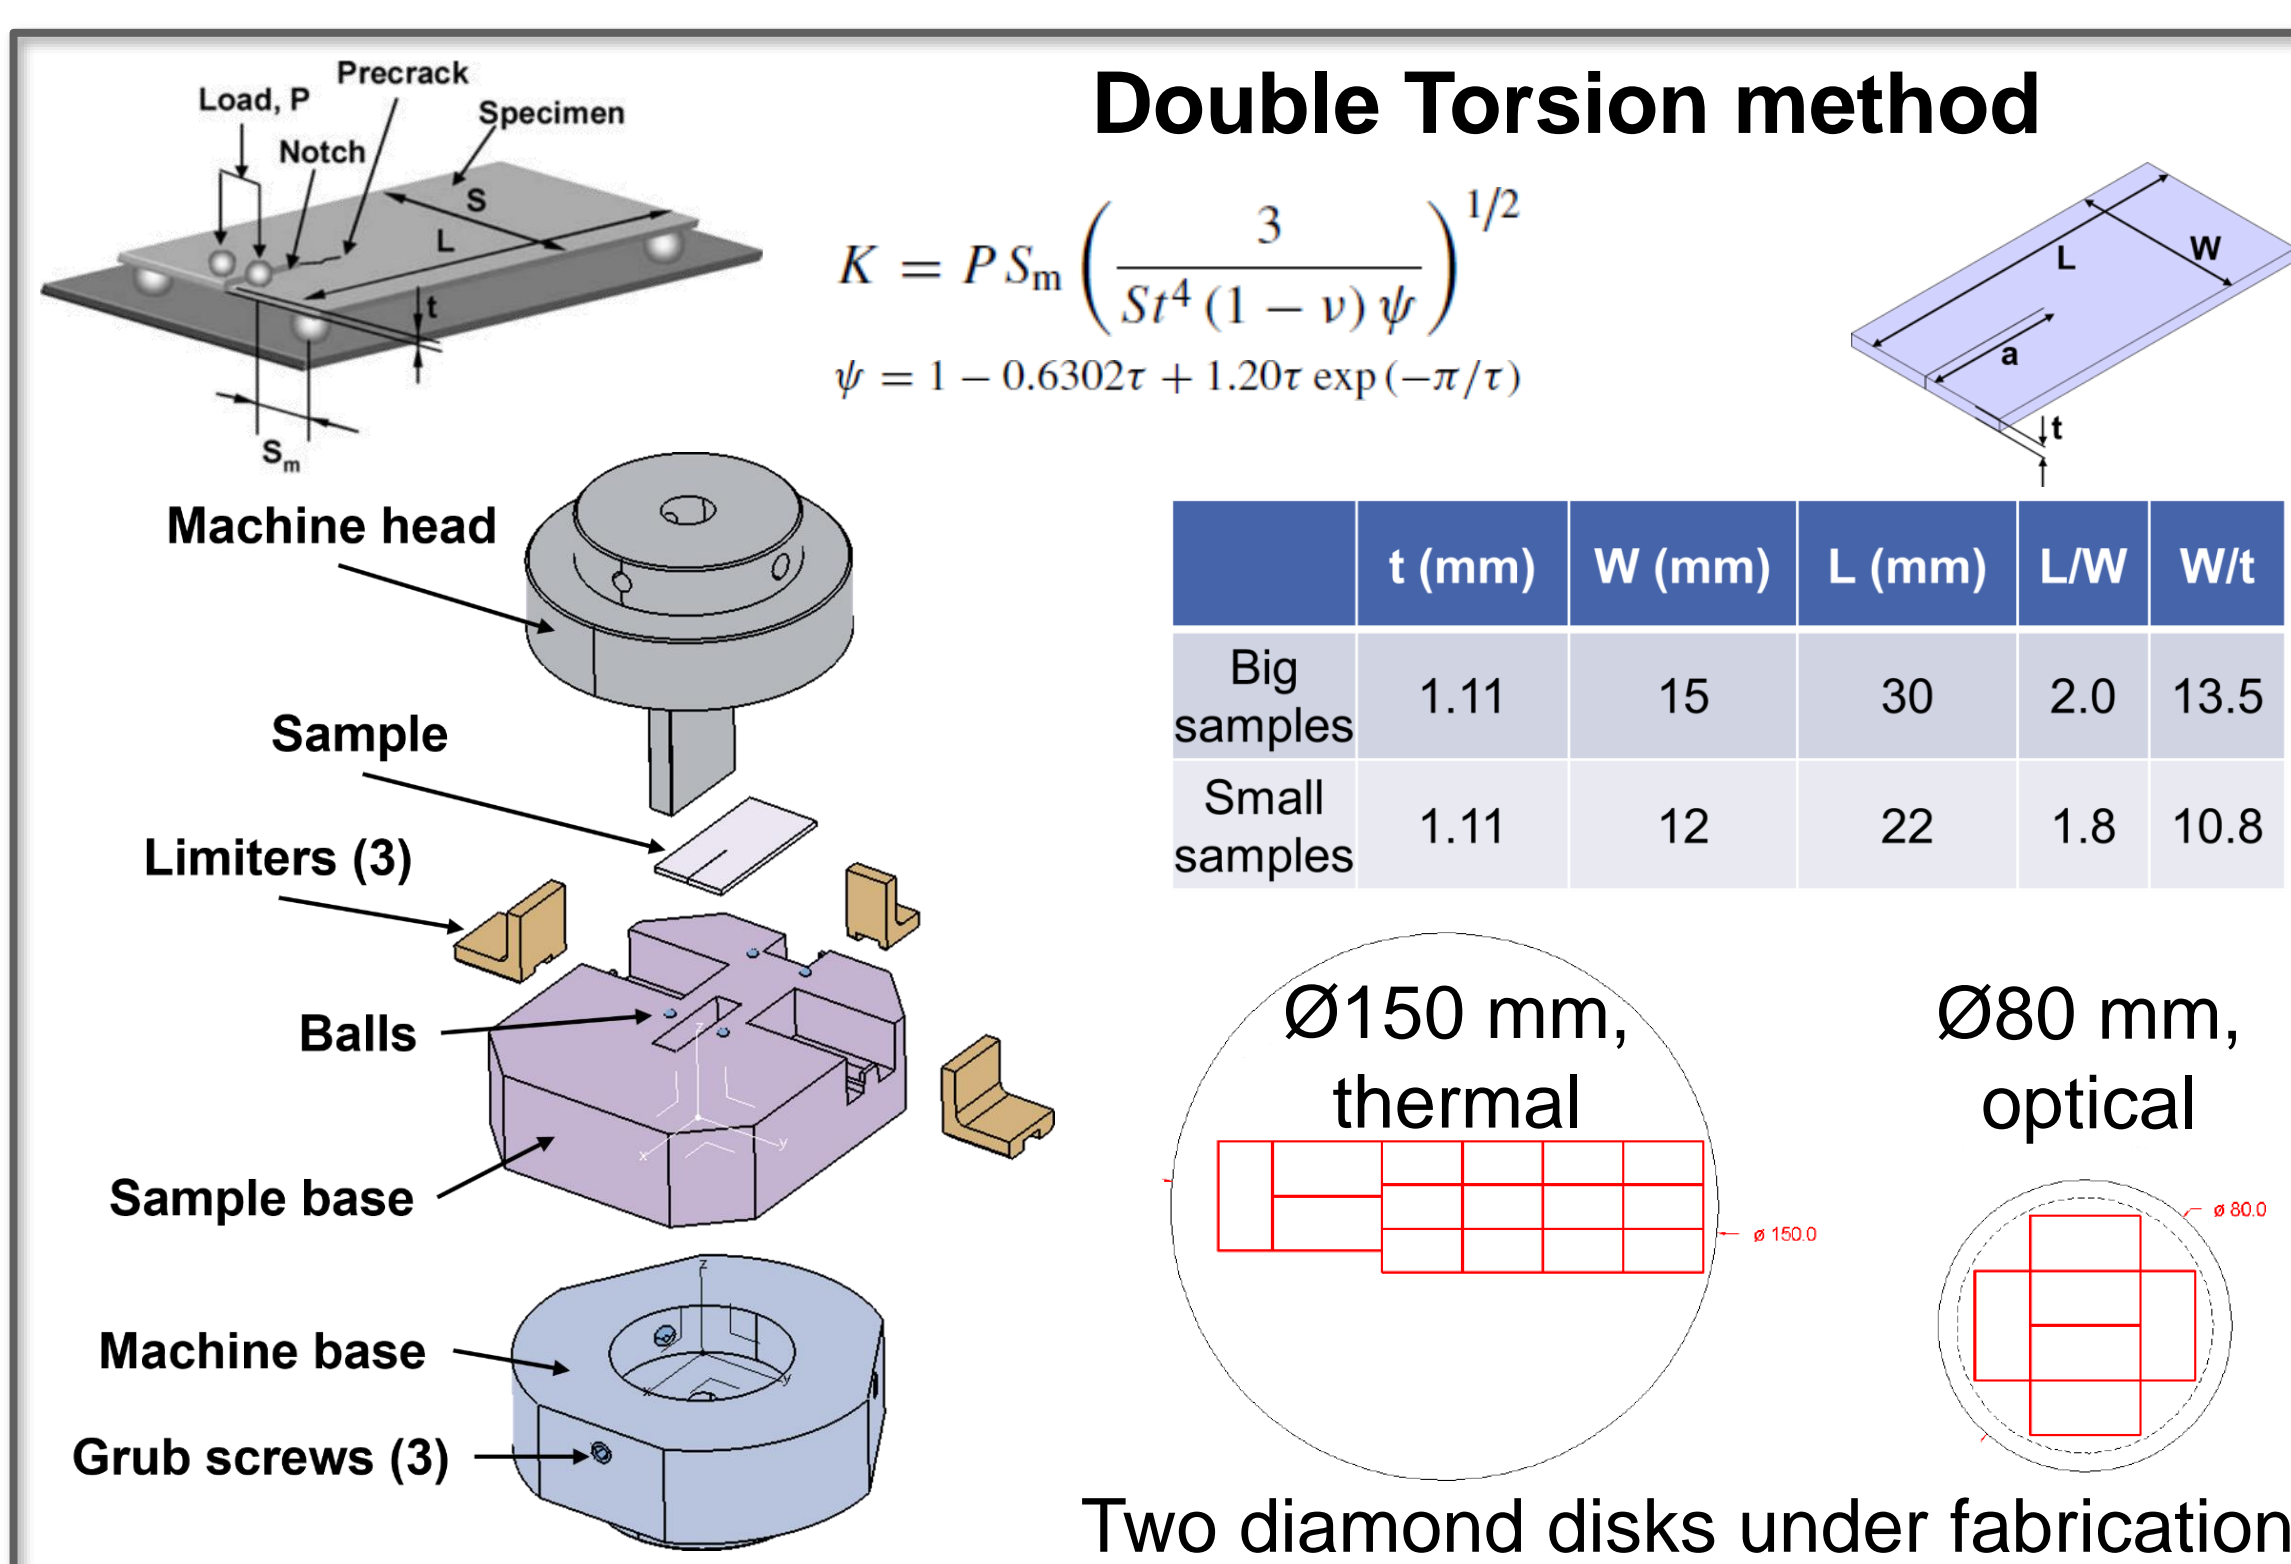 Double Torsion method
Load, P
Precrack
Specimen
Notch
S
L
t
S_m
K = P S_m ( 3 / St⁴ (1 − ν) ψ )^1/2
ψ = 1 − 0.6302τ + 1.20τ exp (−π/τ)
L
W
a
t
Machine head
Sample
Limiters (3)
Balls
Sample base
Machine base
Grub screws (3)
z
y
x
z
y
x
t (mm) W (mm) L (mm) L/W W/t
Big
samples 1.11 15 30 2.0 13.5
Small
samples 1.11 12 22 1.8 10.8
Ø150 mm,
thermal
ø 150.0
Ø80 mm,
optical
ø 80.0
Two diamond disks under fabrication